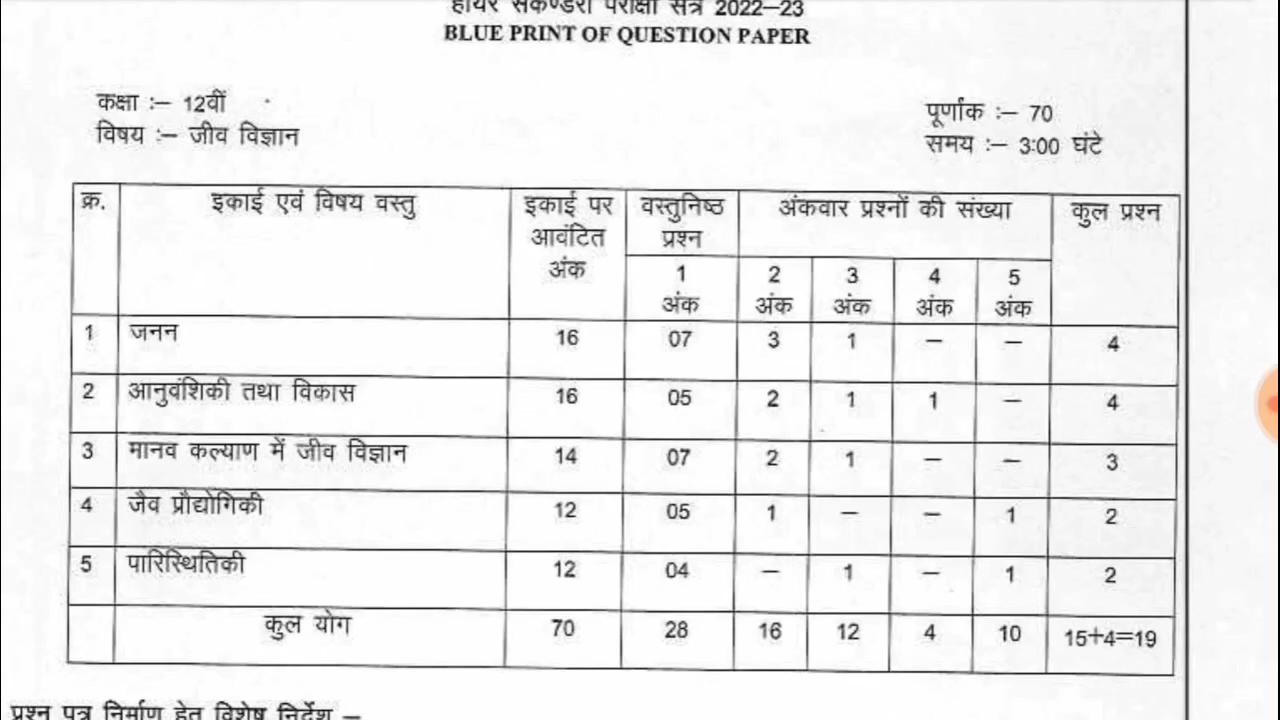 हायर सेकेण्डरी परीक्षा सत्र 2022–23
BLUE PRINT OF QUESTION PAPER
कक्षा :– 12वीं
पूर्णांक :– 70
विषय :– जीव विज्ञान
समय :– 3:00 घंटे
क्र. इकाई एवं विषय वस्तु इकाई पर आवंटित अंक वस्तुनिष्ठ प्रश्न अंकवार प्रश्नों की संख्या कुल प्रश्न
1 अंक 2 अंक 3 अंक 4 अंक 5 अंक
1 जनन 16 07 3 1 – – 4
2 आनुवंशिकी तथा विकास 16 05 2 1 1 – 4
3 मानव कल्याण में जीव विज्ञान 14 07 2 1 – – 3
4 जैव प्रौद्योगिकी 12 05 1 – – 1 2
5 पारिस्थितिकी 12 04 – 1 – 1 2
कुल योग 70 28 16 12 4 10 15+4=19
प्रश्न पत्र निर्माण हेतु विशेष निर्देश –